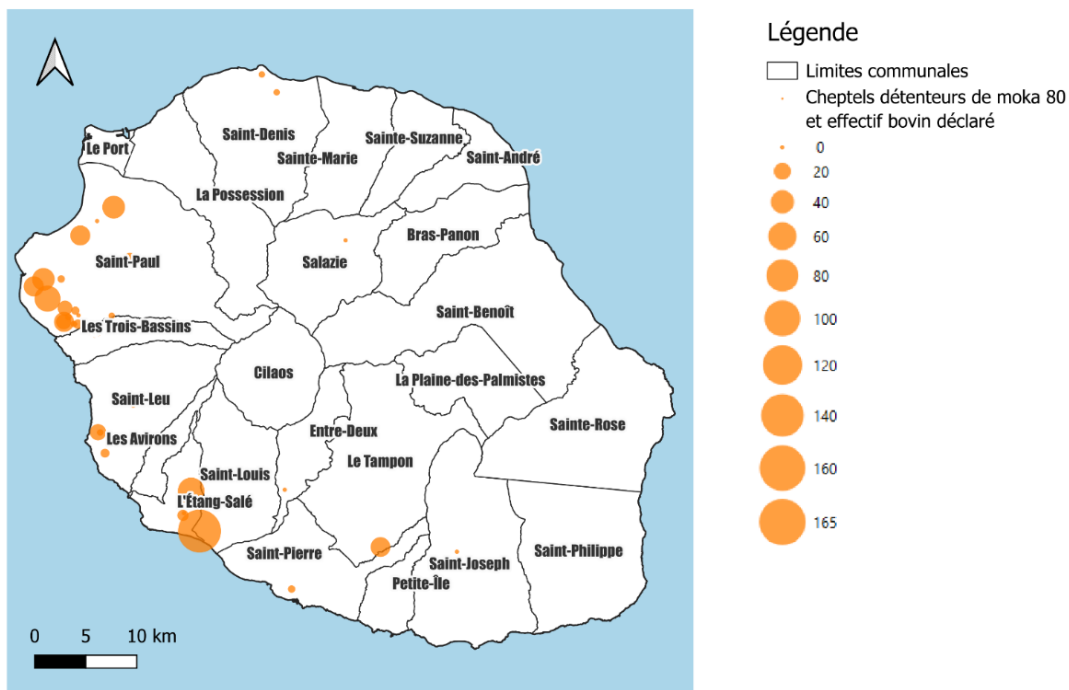 Saint-Denis
Sainte-Suzanne
Le Port
Sainte-Marie
Saint-André
La Possession
Bras-Panon
Saint-Paul
Salazie
Saint-Benoît
Les Trois-Bassins
Cilaos
La Plaine-des-Palmistes
Saint-Leu
Sainte-Rose
Entre-Deux
Les Avirons
Le Tampon
Saint-Louis
L'Étang-Salé
Saint-Pierre
Saint-Joseph
Saint-Philippe
Petite-Île
0 5 10 km
Légende
Limites communales
Cheptels détenteurs de moka 80
et effectif bovin déclaré
0
20
40
60
80
100
120
140
160
165